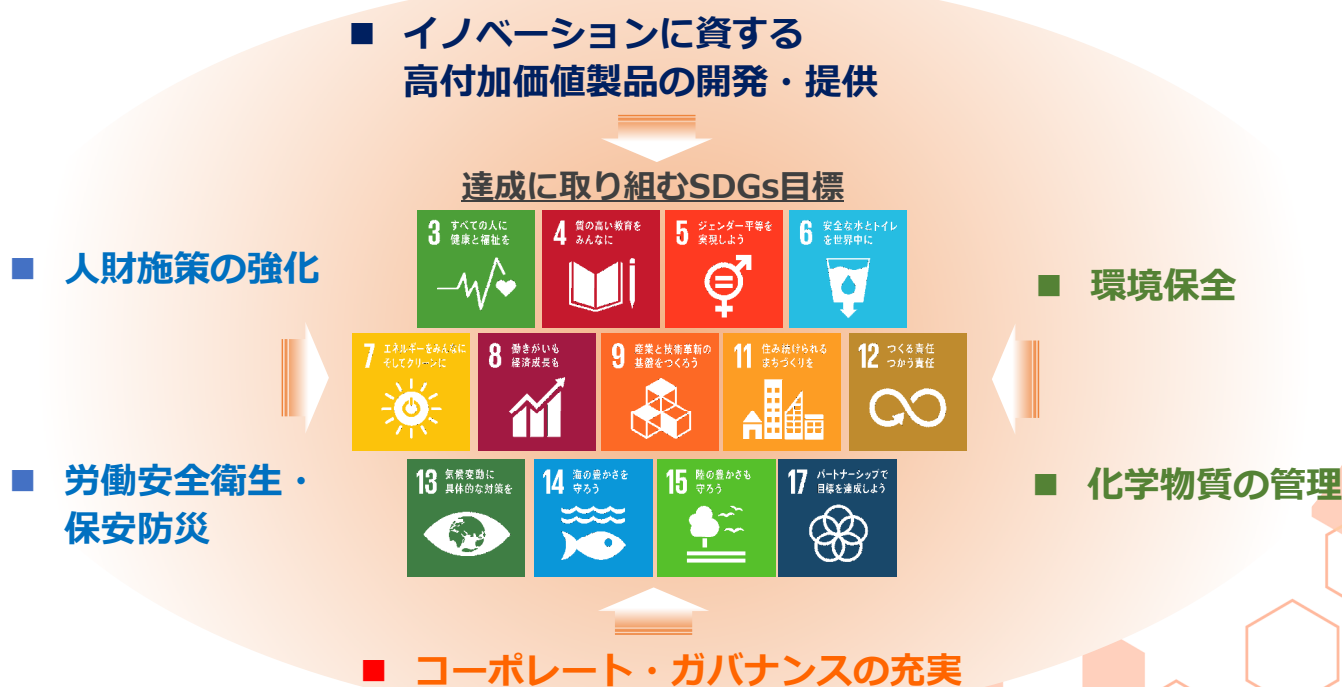 ■ イノベーションに資する
高付加価値製品の開発・提供
達成に取り組むSDGs目標
3 すべての人に
健康と福祉を
4 質の高い教育を
みんなに
5 ジェンダー平等を
実現しよう
6 安全な水とトイレ
を世界中に
■ 人財施策の強化
■ 環境保全
7 エネルギーをみんなに
そしてクリーンに
8 働きがいも
経済成長も
9 産業と技術革新の
基盤をつくろう
11 住み続けられる
まちづくりを
12 つくる責任
つかう責任
■ 労働安全衛生・
保安防災
13 気候変動に
具体的な対策を
14 海の豊かさを
守ろう
15 陸の豊かさも
守ろう
17 パートナーシップで
目標を達成しよう
■ 化学物質の管理
■ コーポレート・ガバナンスの充実